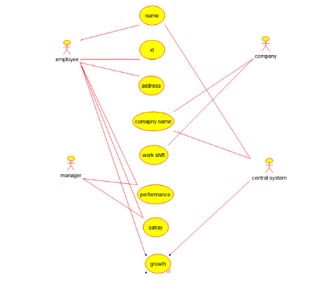 name
employee
company
id
address
comapny name
work shift
manager
central system
performance
salray
growth